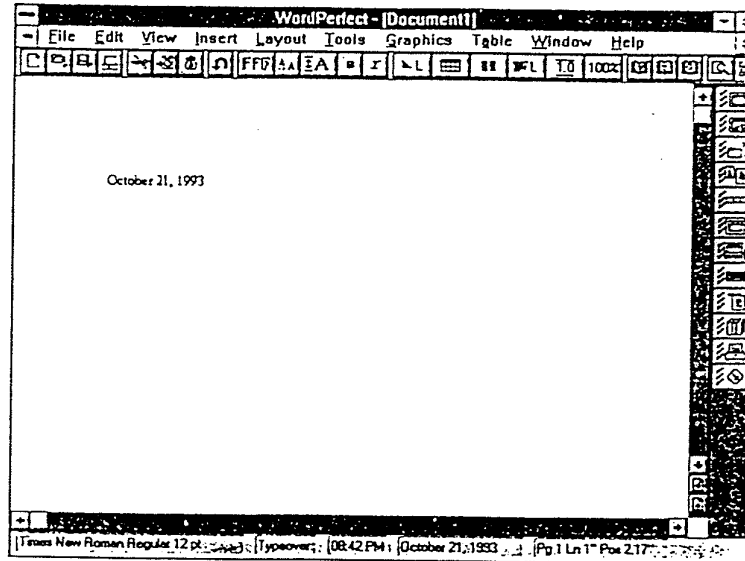 WordPerfect - [Document1]
File Edit View Insert Layout Tools Graphics Table Window Help
100%
October 21, 1993
Times New Roman Regular 12 pt Typeover 08:42 PM October 21, 1993 Pg 1 Ln 1" Pos 2.17"